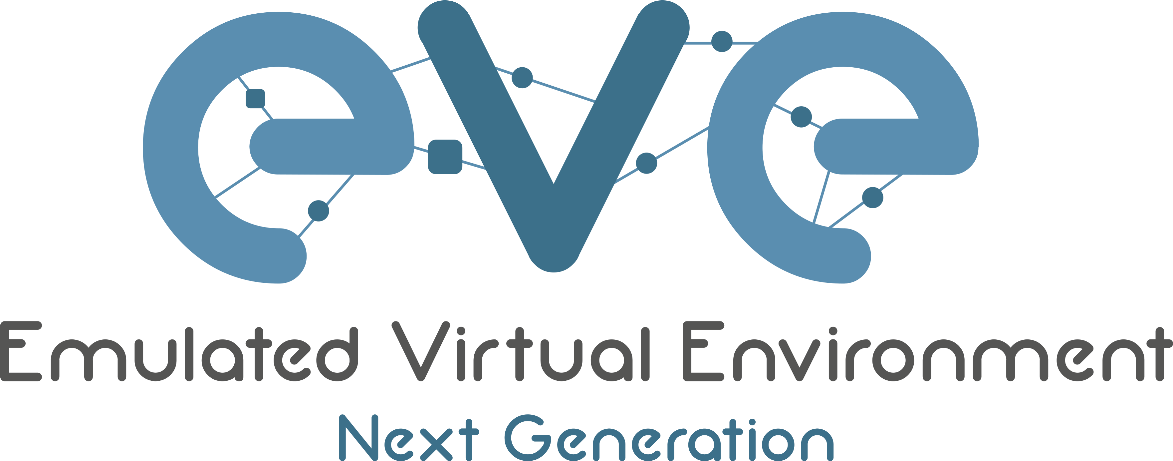 eve
Emulated Virtual Environment
Next Generation